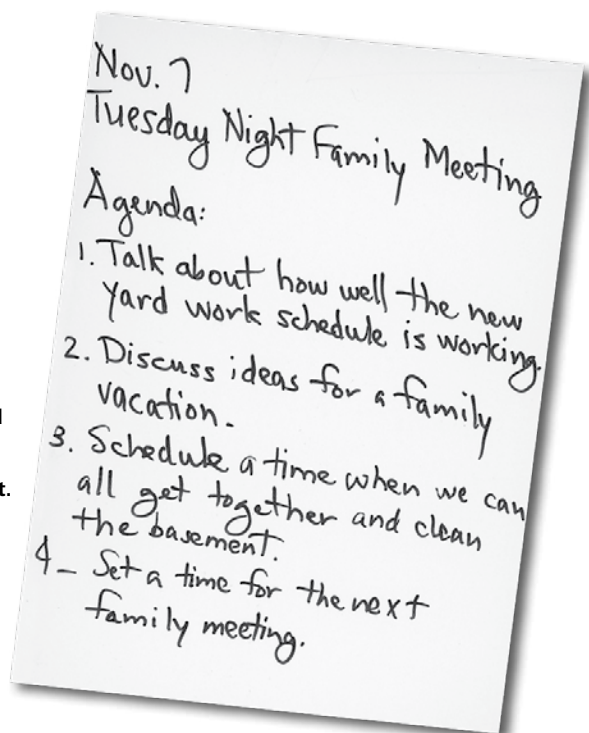 Nov. 7
Tuesday Night Family Meeting
Agenda:
1. Talk about how well the new
yard work schedule is working.
2. Discuss ideas for a family
vacation.
3. Schedule a time when we can
all get together and clean
the basement.
4- Set a time for the next
family meeting.